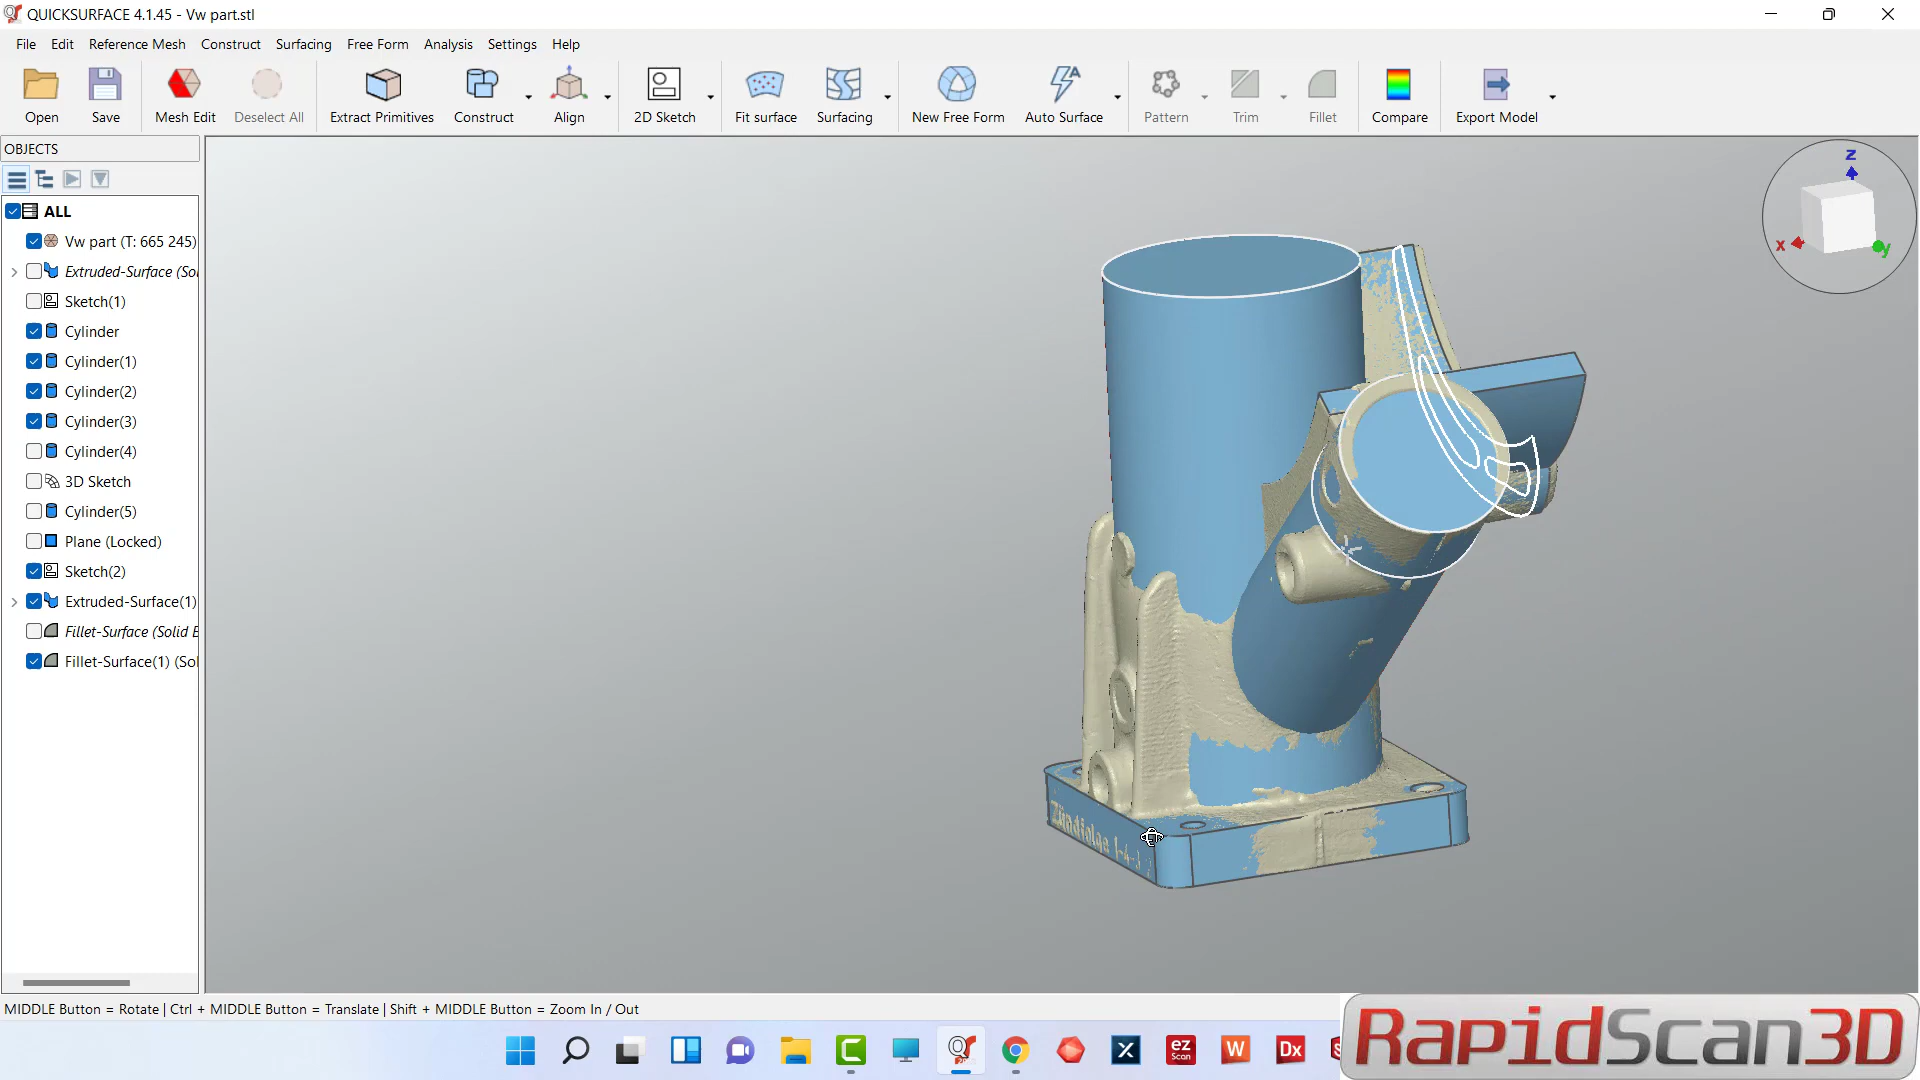 QUICKSURFACE 4.1.45 - Vw part.stl
File Edit Reference Mesh Construct Surfacing Free Form Analysis Settings Help
Open Save Mesh Edit Deselect All Extract Primitives Construct Align 2D Sketch Fit surface Surfacing New Free Form Auto Surface Pattern Trim Fillet Compare Export Model
OBJECTS
ALL
Vw part (T: 665 245)
Extruded-Surface (So
Sketch(1)
Cylinder
Cylinder(1)
Cylinder(2)
Cylinder(3)
Cylinder(4)
3D Sketch
Cylinder(5)
Plane (Locked)
Sketch(2)
Extruded-Surface(1)
Fillet-Surface (Solid B
Fillet-Surface(1) (Sol
z
x
y
MIDDLE Button = Rotate | Ctrl + MIDDLE Button = Translate | Shift + MIDDLE Button = Zoom In / Out
ez
Scan
W
Dx
RapidScan3D